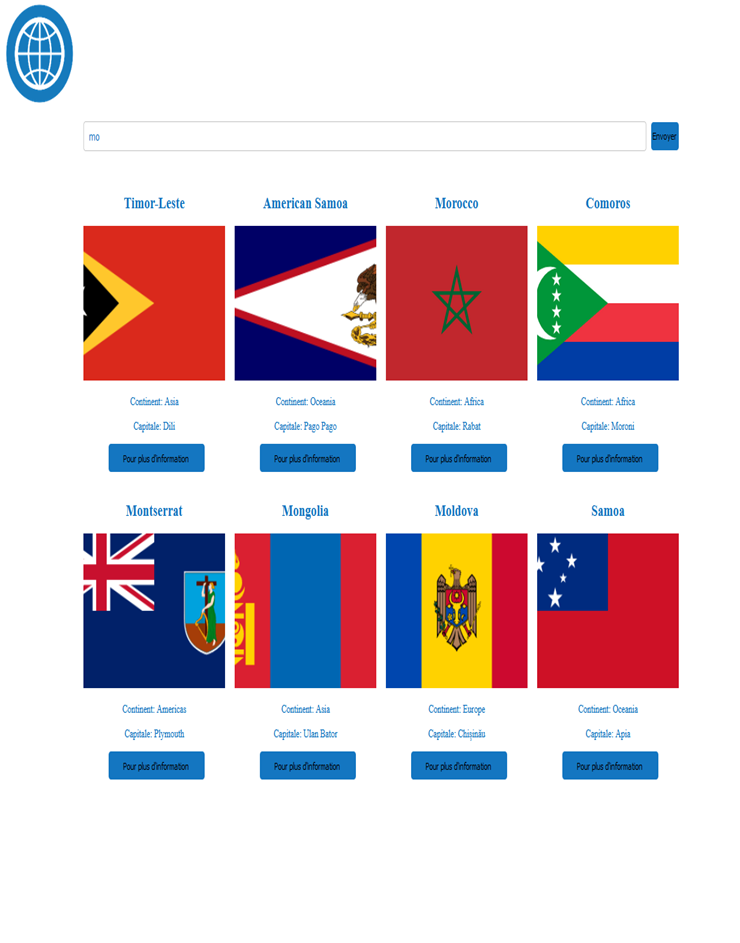 mo
Envoyer
Timor-Leste
American Samoa
Morocco
Comoros
Continent: Asia
Continent: Oceania
Continent: Africa
Continent: Africa
Capitale: Dili
Capitale: Pago Pago
Capitale: Rabat
Capitale: Moroni
Pour plus d'information
Pour plus d'information
Pour plus d'information
Pour plus d'information
Montserrat
Mongolia
Moldova
Samoa
Continent: Americas
Continent: Asia
Continent: Europe
Continent: Oceania
Capitale: Plymouth
Capitale: Ulan Bator
Capitale: Chișinău
Capitale: Apia
Pour plus d'information
Pour plus d'information
Pour plus d'information
Pour plus d'information